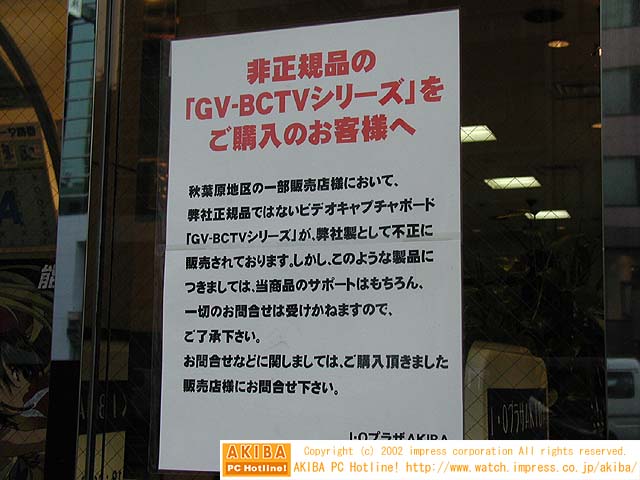 非正規品の
「GV-BCTVシリーズ」を
ご購入のお客様へ
秋葉原地区の一部販売店様において、
弊社正規品ではないビデオキャプチャボード
「GV-BCTVシリーズ」が、弊社製として不正に
販売されております。しかし、このような製品に
つきましては、当商品のサポートはもちろん、
一切のお問合せは受けかねますので、
ご了承下さい。
お問合せなどに関しましては、ご購入頂きました
販売店様にお問合せ下さい。
I・OプラザAKIBA
能
AKIBA
PC Hotline!
Copyright (c) 2002 impress corporation All rights reserved.
AKIBA PC Hotline! http://www.watch.impress.co.jp/akiba/